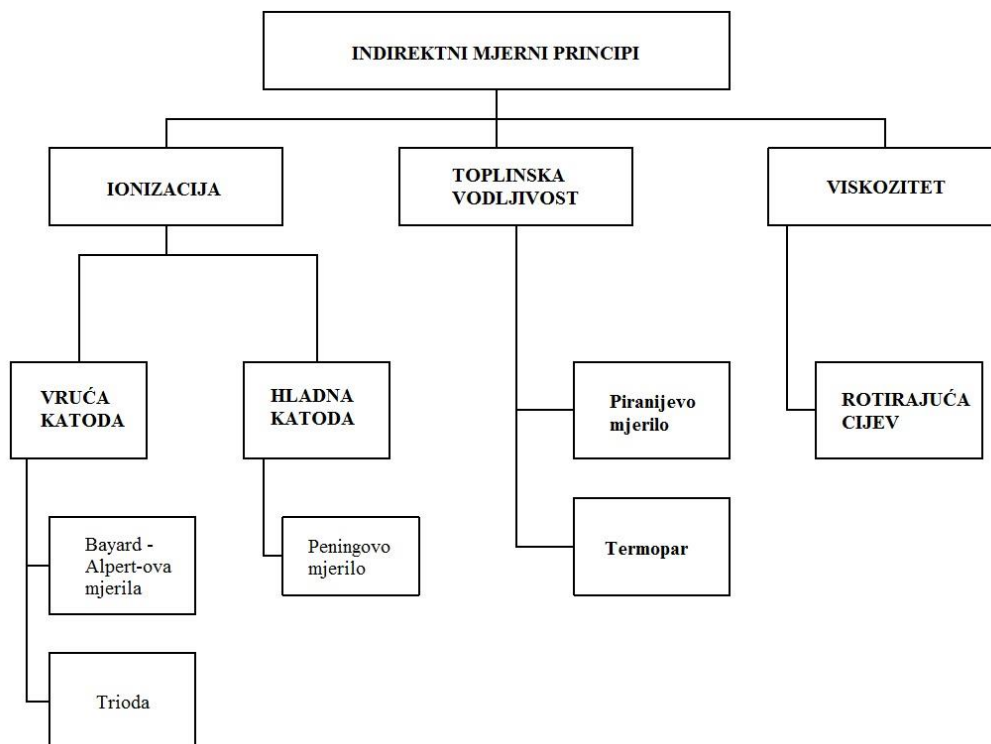 INDIREKTNI MJERNI PRINCIPI
IONIZACIJA
TOPLINSKA
VODLJIVOST
VISKOZITET
VRUĆA
KATODA
HLADNA
KATODA
Piranijevo
mjerilo
ROTIRAJUĆA
CIJEV
Bayard -
Alpert-ova
mjerila
Peningovo
mjerilo
Termopar
Trioda